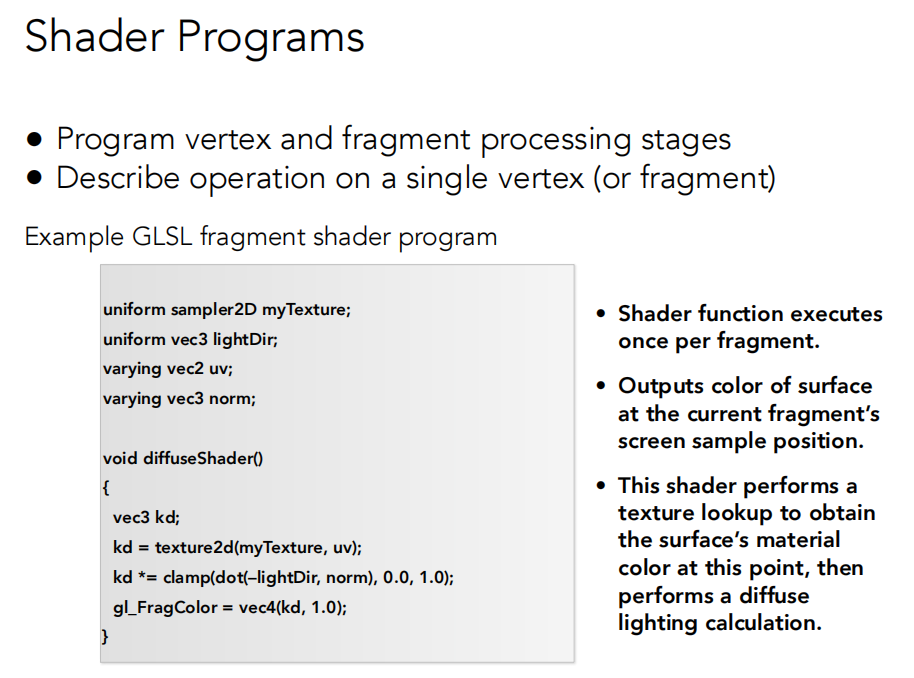 Shader Programs
● Program vertex and fragment processing stages
● Describe operation on a single vertex (or fragment)
Example GLSL fragment shader program
uniform sampler2D myTexture;
uniform vec3 lightDir;
varying vec2 uv;
varying vec3 norm;
void diffuseShader()
{
vec3 kd;
kd = texture2d(myTexture, uv);
kd *= clamp(dot(–lightDir, norm), 0.0, 1.0);
gl_FragColor = vec4(kd, 1.0);
}
• Shader function executes
once per fragment.
• Outputs color of surface
at the current fragment’s
screen sample position.
• This shader performs a
texture lookup to obtain
the surface’s material
color at this point, then
performs a diffuse
lighting calculation.